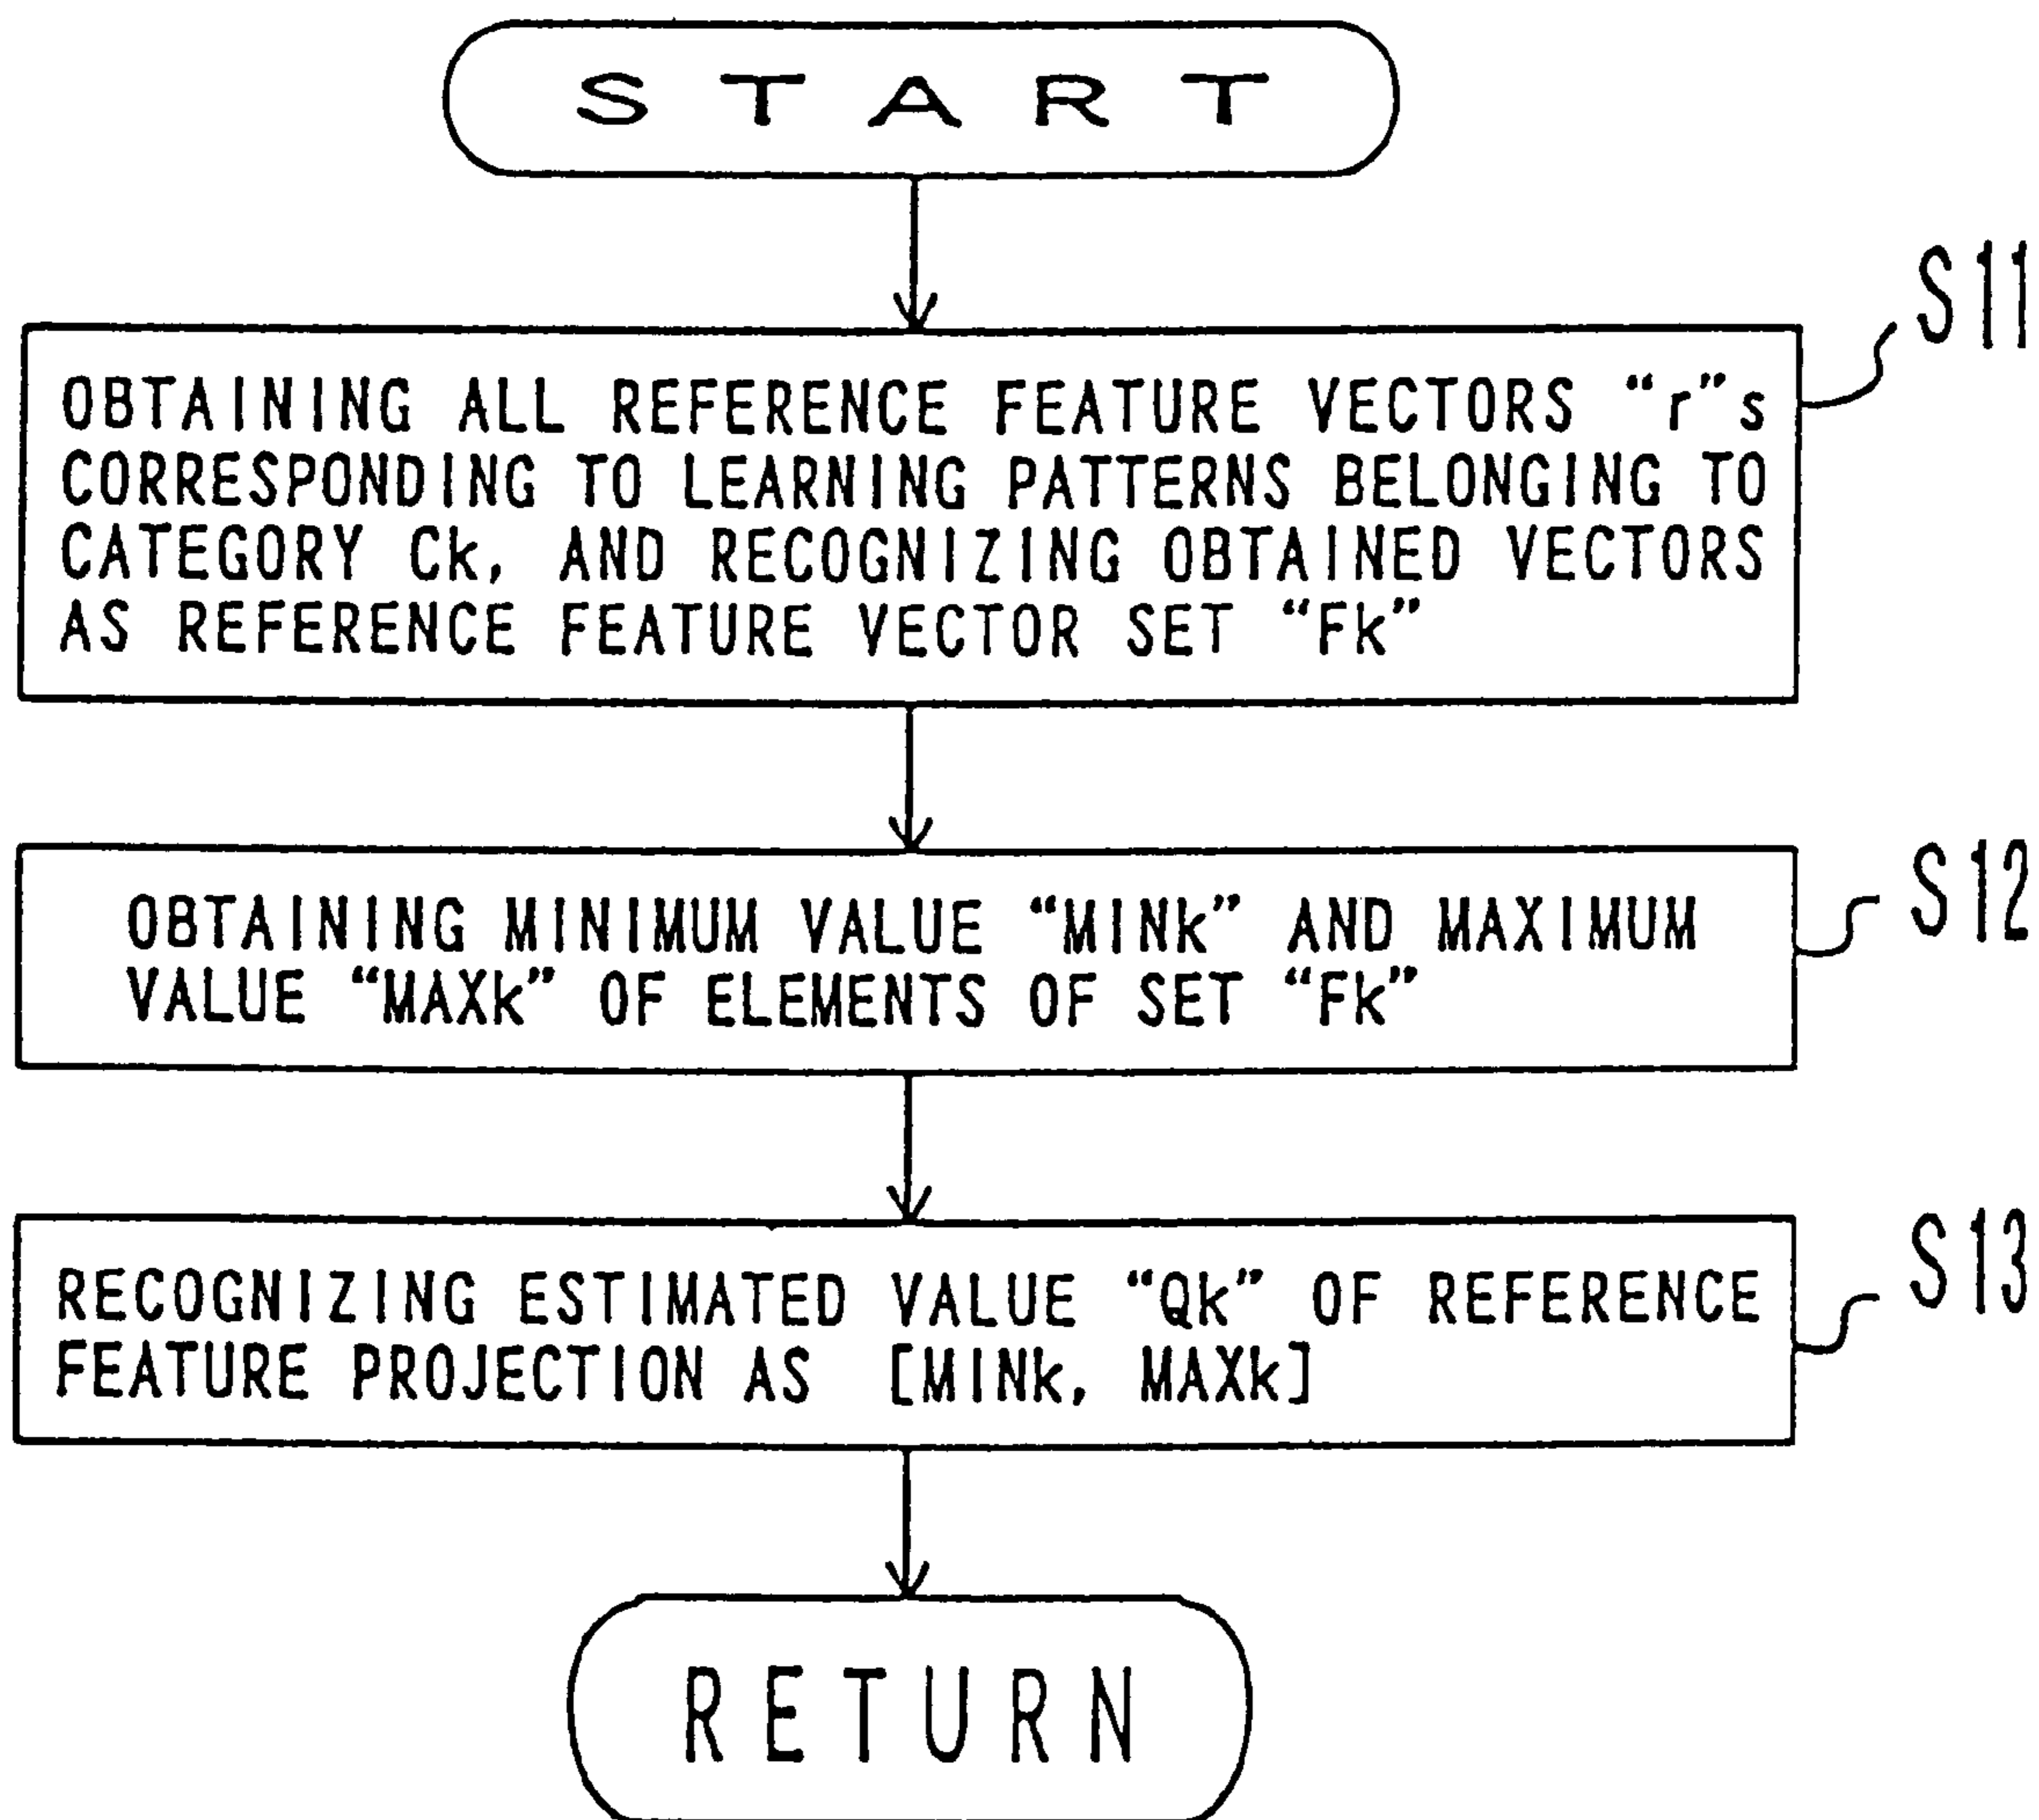 START
S11
OBTAINING ALL REFERENCE FEATURE VECTORS “r”s
CORRESPONDING TO LEARNING PATTERNS BELONGING TO
CATEGORY Ck, AND RECOGNIZING OBTAINED VECTORS
AS REFERENCE FEATURE VECTOR SET “Fk”
S12
OBTAINING MINIMUM VALUE “MINk” AND MAXIMUM
VALUE “MAXk” OF ELEMENTS OF SET “Fk”
S13
RECOGNIZING ESTIMATED VALUE “Qk” OF REFERENCE
FEATURE PROJECTION AS [MINk, MAXk]
RETURN